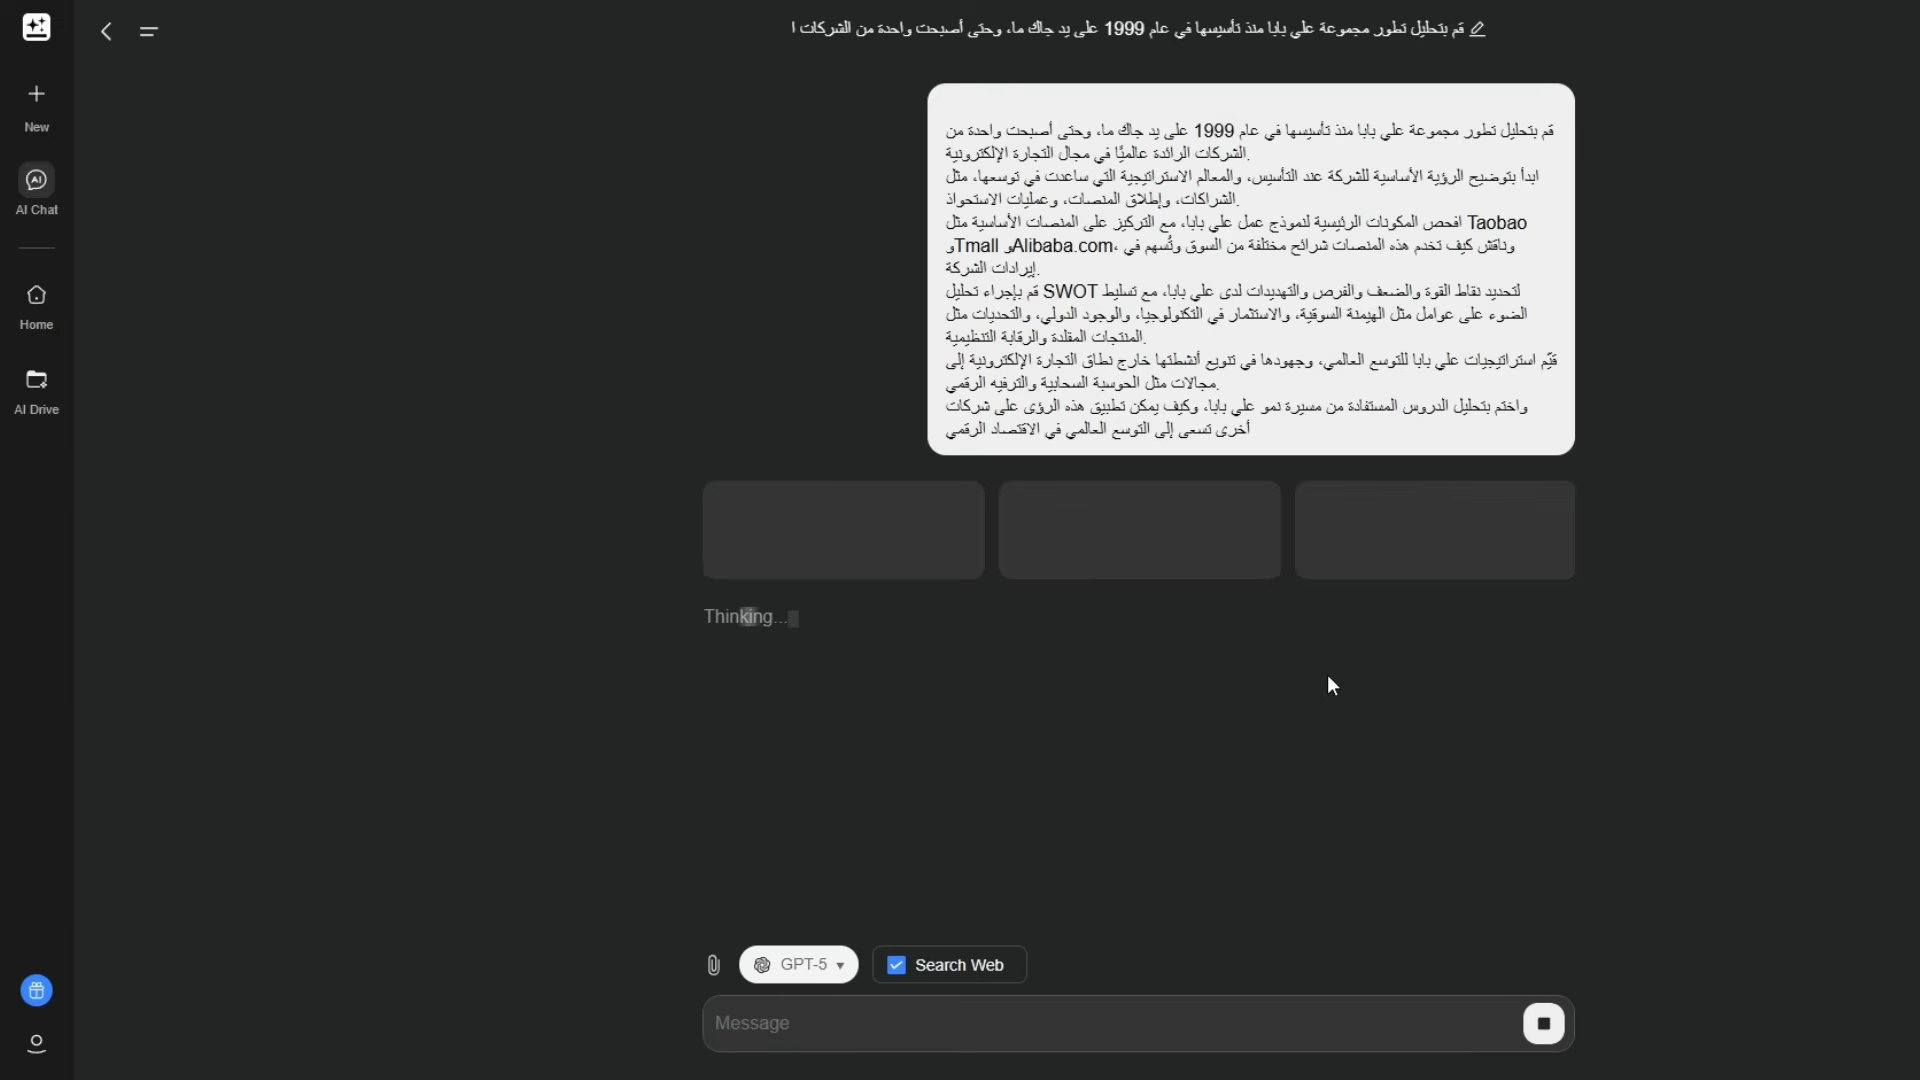 قم بتحليل تطور مجموعة علي بابا منذ تأسيسها في عام 1999 على يد جاك ما، وحتى أصبحت واحدة من الشركات ا
New
AI Chat
Home
AI Drive
قم بتحليل تطور مجموعة علي بابا منذ تأسيسها في عام 1999 على يد جاك ما، وحتى أصبحت واحدة من
الشركات الرائدة عالميًا في مجال التجارة الإلكترونية.
ابدأ بتوضيح الرؤية الأساسية للشركة عند التأسيس، والمعالم الاستراتيجية التي ساعدت في توسعها، مثل
الشراكات، وإطلاق المنصات، وعمليات الاستحواذ.
Taobao افحص المكونات الرئيسية لنموذج عمل علي بابا، مع التركيز على المنصات الأساسية مثل
وTmall وAlibaba.com، وناقش كيف تخدم هذه المنصات شرائح مختلفة من السوق وتُسهم في
إيرادات الشركة.
لتحديد نقاط القوة والضعف والفرص والتهديدات لدى علي بابا، مع تسليط SWOT قم بإجراء تحليل
الضوء على عوامل مثل الهيمنة السوقية، والاستثمار في التكنولوجيا، والوجود الدولي، والتحديات مثل
المنتجات المقلدة والرقابة التنظيمية.
قيّم استراتيجيات علي بابا للتوسع العالمي، وجهودها في تنويع أنشطتها خارج نطاق التجارة الإلكترونية إلى
مجالات مثل الحوسبة السحابية والترفيه الرقمي.
واختم بتحليل الدروس المستفادة من مسيرة نمو علي بابا، وكيف يمكن تطبيق هذه الرؤى على شركات
أخرى تسعى إلى التوسع العالمي في الاقتصاد الرقمي
Thinking...
GPT-5
Search Web
Message